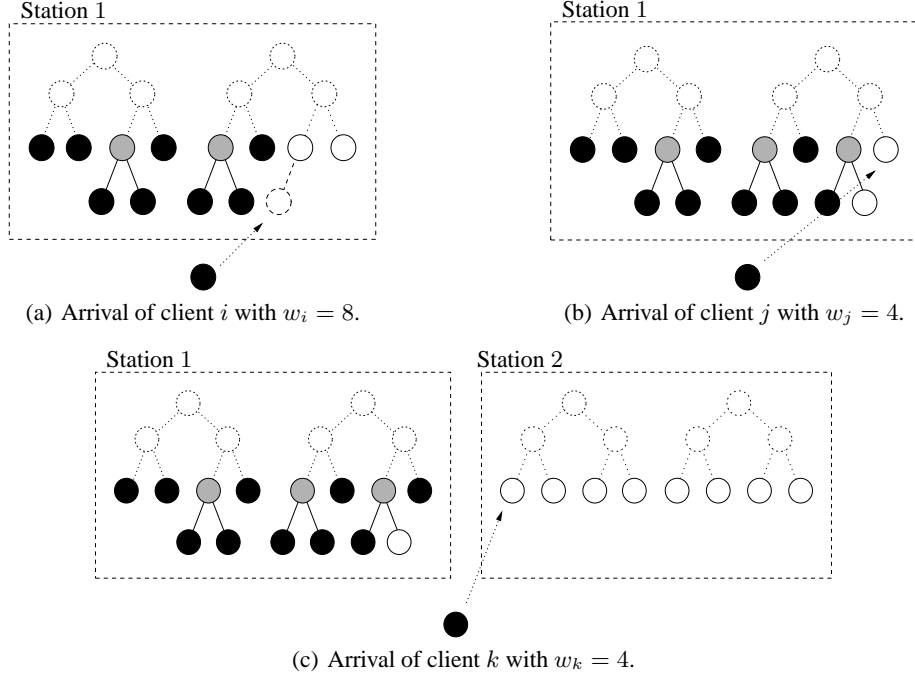 Station 1
Station 1
(a) Arrival of client i with w_i = 8.
(b) Arrival of client j with w_j = 4.
Station 1
Station 2
(c) Arrival of client k with w_k = 4.